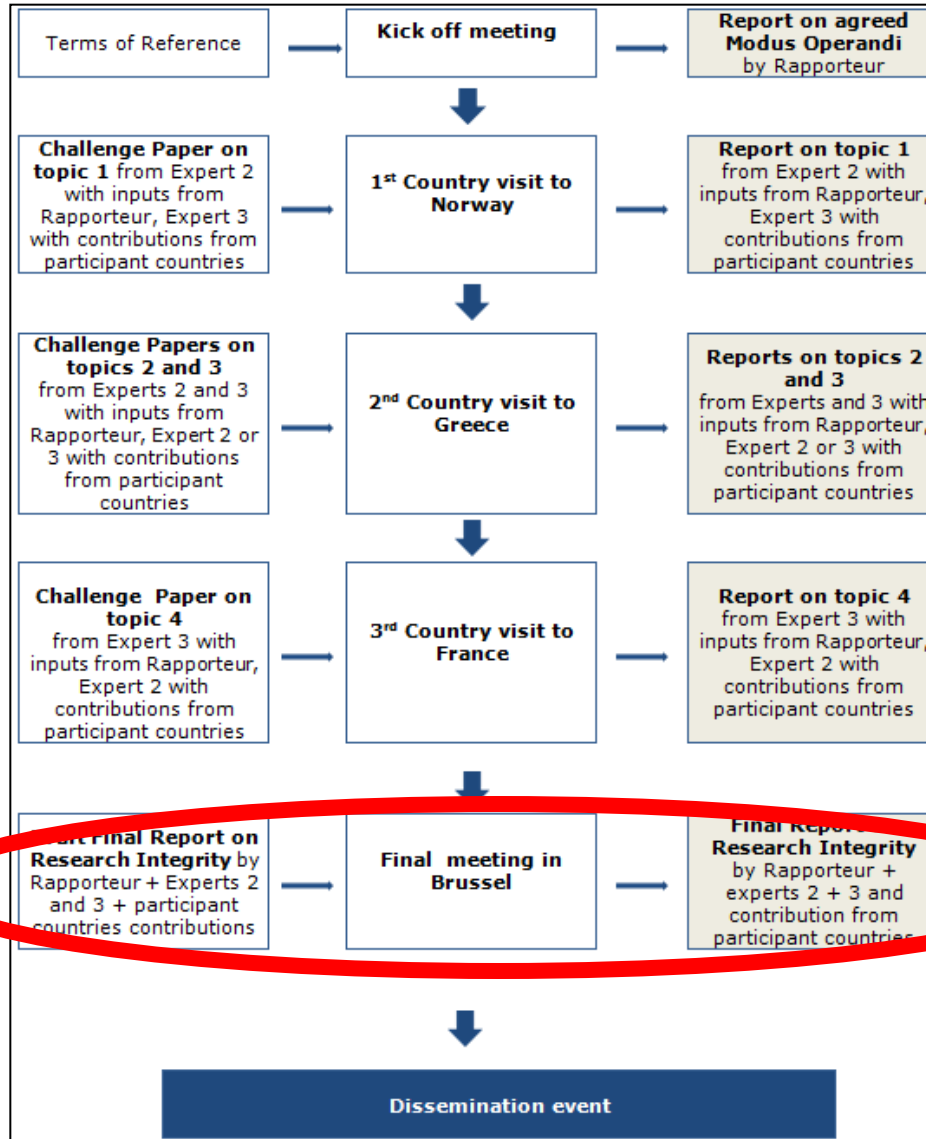 Terms of Reference
Kick off meeting
Report on agreed
Modus Operandi
by Rapporteur
Challenge Paper on
topic 1 from Expert 2
with inputs from
Rapporteur, Expert 3
with contributions from
participant countries
1st Country visit to
Norway
Report on topic 1
from Expert 2 with
inputs from Rapporteur,
Expert 3 with
contributions from
participant countries
Challenge Papers on
topics 2 and 3
from Experts 2 and 3
with inputs from
Rapporteur, Expert 2 or
3 with contributions
from participant
countries
2nd Country visit to
Greece
Reports on topics 2
and 3
from Experts and 3 with
inputs from Rapporteur,
Expert 2 or 3 with
contributions from
participant countries
Challenge Paper on
topic 4
from Expert 3 with
inputs from Rapporteur,
Expert 2 with
contributions from
participant countries
3rd Country visit to
France
Report on topic 4
from Expert 3 with
inputs from Rapporteur,
Expert 2 with
contributions from
participant countries
Final Report on
Research Integrity by
Rapporteur + Experts 2
and 3 + participant
countries contributions
Final meeting in
Brussel
Final Report
Research Integrity
by Rapporteur +
experts 2 + 3 and
contribution from
participant countries
Dissemination event